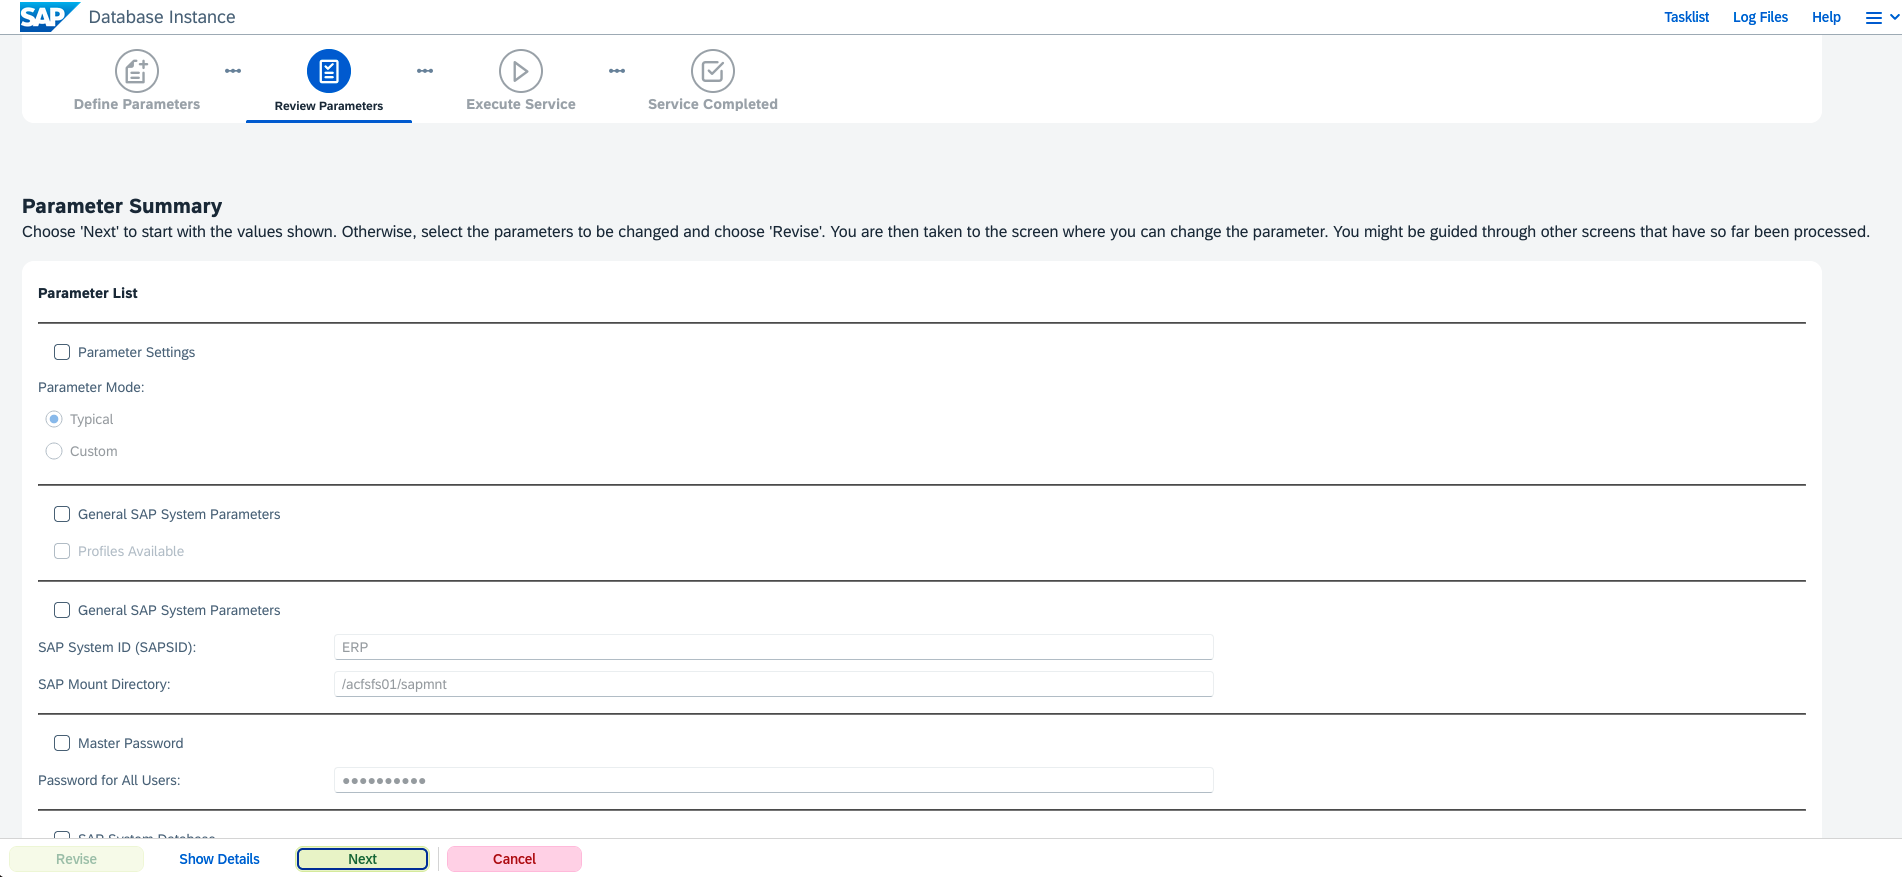 SAP Database Instance
Tasklist Log Files Help
Define Parameters Review Parameters Execute Service Service Completed
Parameter Summary
Choose 'Next' to start with the values shown. Otherwise, select the parameters to be changed and choose 'Revise'. You are then taken to the screen where you can change the parameter. You might be guided through other screens that have so far been processed.
Parameter List
Parameter Settings
Parameter Mode:
Typical
Custom
General SAP System Parameters
Profiles Available
General SAP System Parameters
SAP System ID (SAPSID): ERP
SAP Mount Directory: /acfsfs01/sapmnt
Master Password
Password for All Users: ●●●●●●●●●●
SAP System Database
Revise Show Details Next Cancel